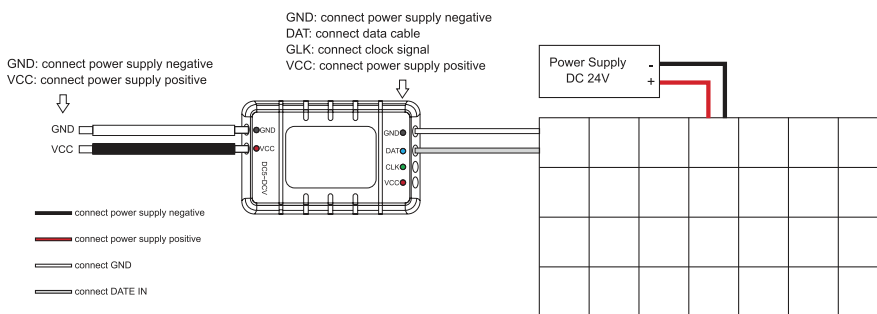 GND: connect power supply negative
DAT: connect data cable
GLK: connect clock signal
VCC: connect power supply positive
GND: connect power supply negative
VCC: connect power supply positive
Power Supply
DC 24V
-
+
GND
VCC
GND
VCC
DC5~DCV
GND
DAT
CLK
VCC
connect power supply negative
connect power supply positive
connect GND
connect DATE IN